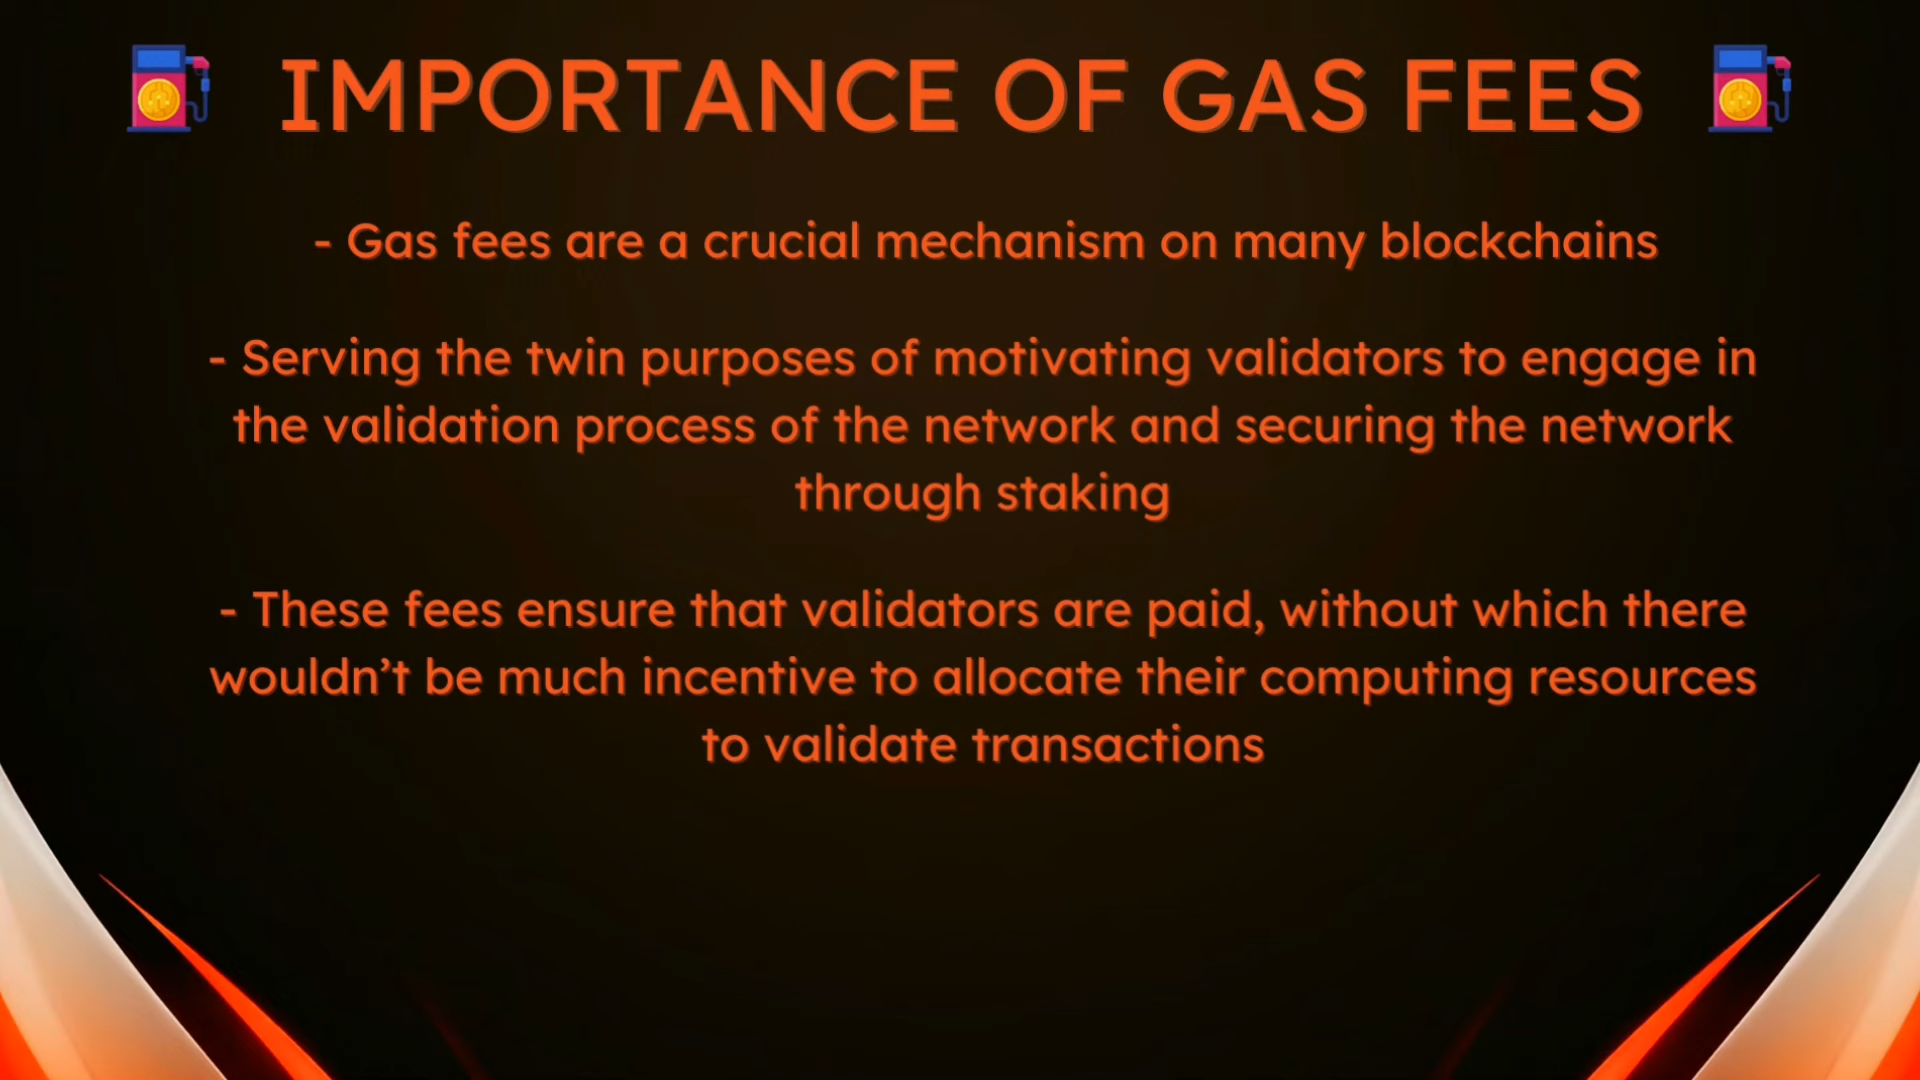 IMPORTANCE OF GAS FEES
- Gas fees are a crucial mechanism on many blockchains
- Serving the twin purposes of motivating validators to engage in
the validation process of the network and securing the network
through staking
- These fees ensure that validators are paid, without which there
wouldn’t be much incentive to allocate their computing resources
to validate transactions